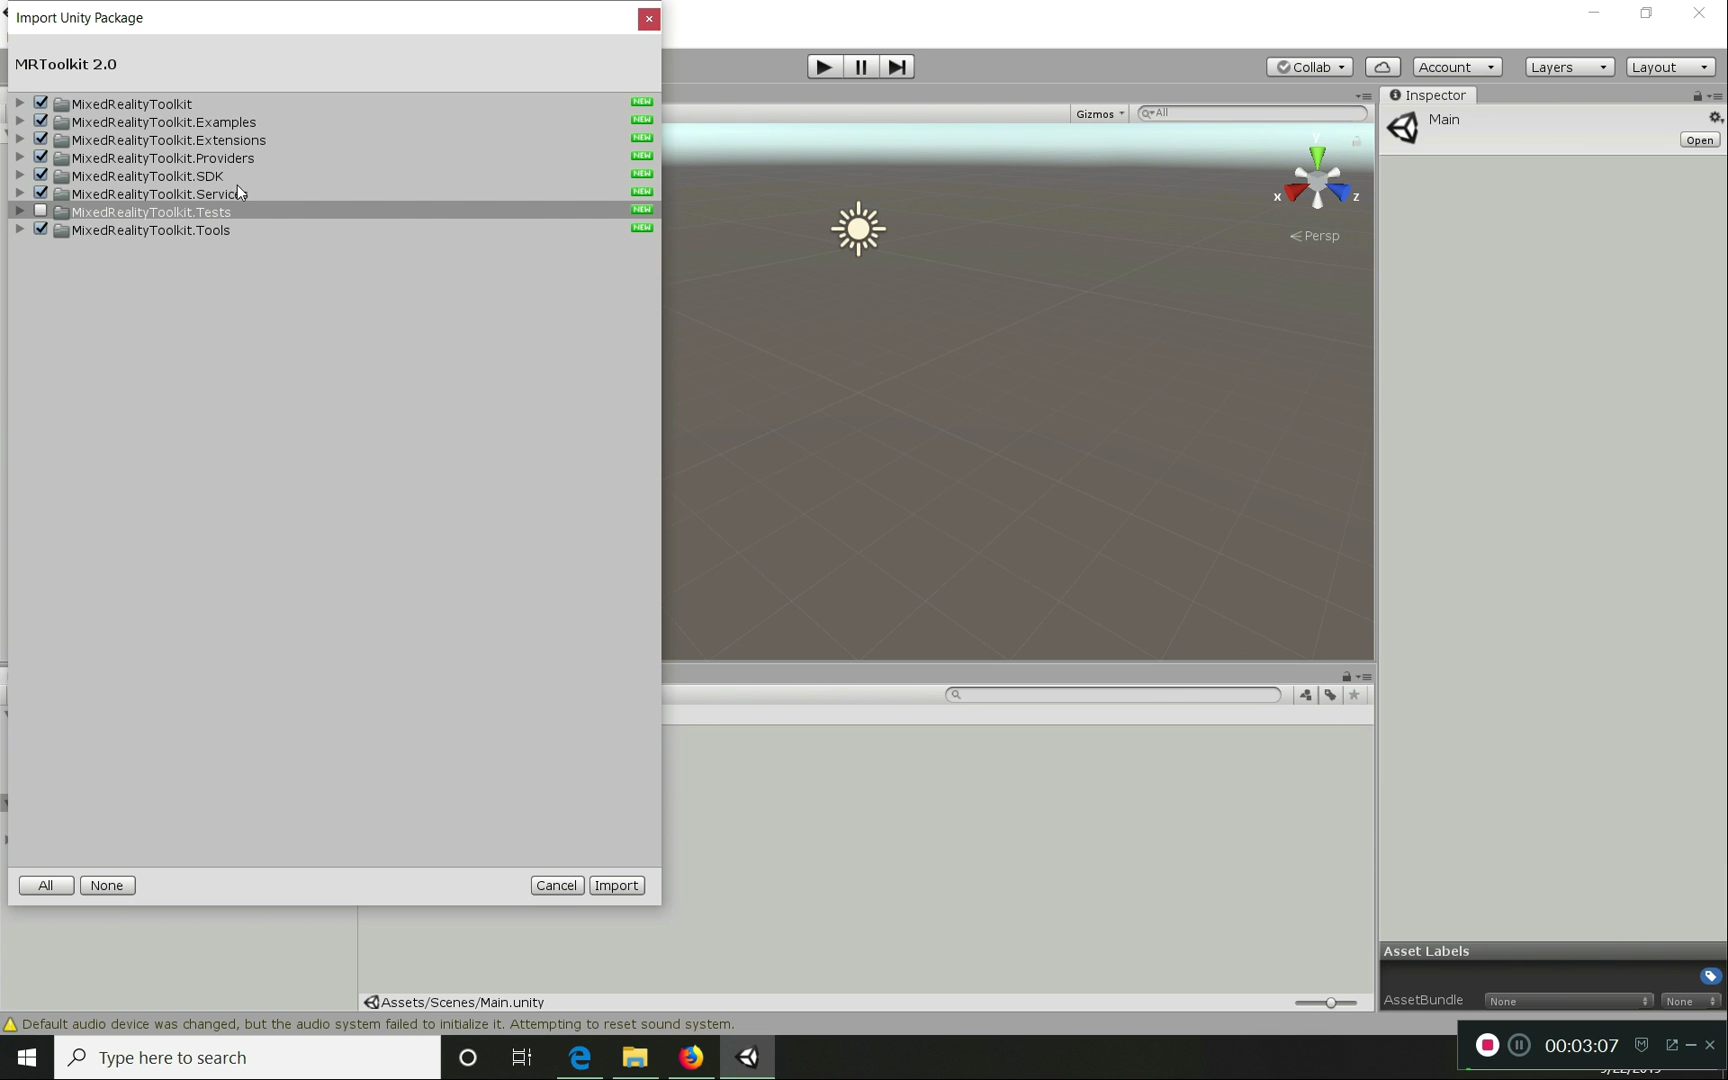 Import Unity Package
MRToolkit 2.0
MixedRealityToolkit NEW
MixedRealityToolkit.Examples NEW
MixedRealityToolkit.Extensions NEW
MixedRealityToolkit.Providers NEW
MixedRealityToolkit.SDK NEW
MixedRealityToolkit.Services NEW
MixedRealityToolkit.Tests NEW
MixedRealityToolkit.Tools NEW
All None Cancel Import
Collab Account Layers Layout
Gizmos All
x z
Persp
Inspector
Main
Open
Asset Labels
AssetBundle None None
Assets/Scenes/Main.unity
Default audio device was changed, but the audio system failed to initialize it. Attempting to reset sound system.
Type here to search
00:03:07